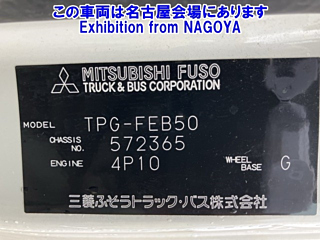 この車両は名古屋会場にあります
Exhibition from NAGOYA
MITSUBISHI FUSO
TRUCK & BUS CORPORATION
MODEL TPG-FEB50
CHASSIS NO. 572365
ENGINE 4P10 WHEEL BASE G
三菱ふそうトラック・バス株式会社